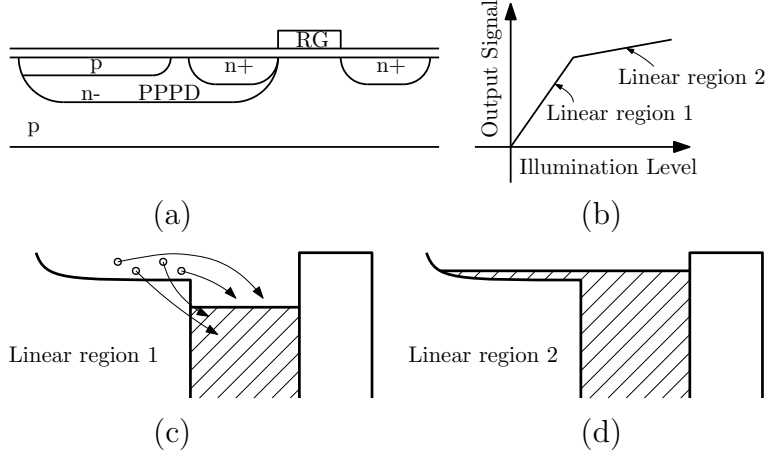 RG
p
n+
n+
n-
PPPD
p
(a)
Output Signal
Linear region 2
Linear region 1
Illumination Level
(b)
Linear region 1
(c)
Linear region 2
(d)